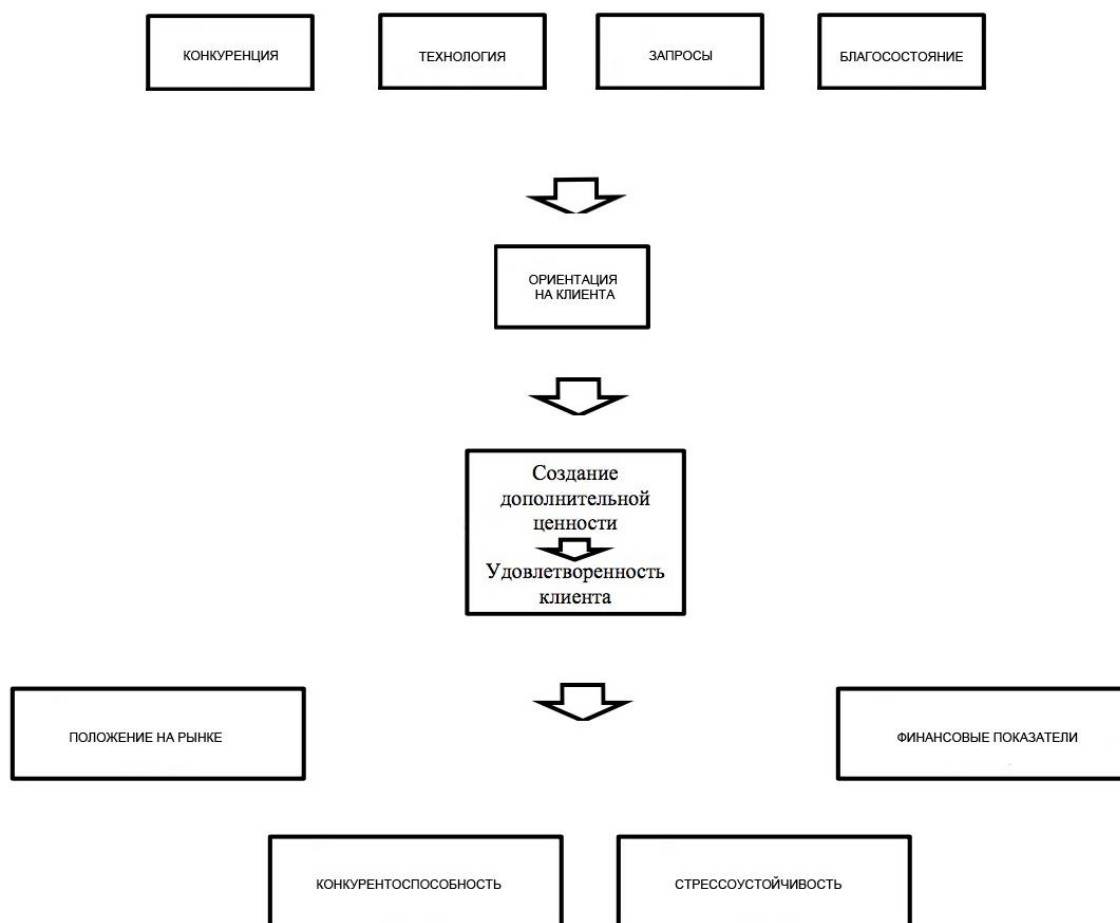 КОНКУРЕНЦИЯ
ТЕХНОЛОГИЯ
ЗАПРОСЫ
БЛАГОСОСТОЯНИЕ
ОРИЕНТАЦИЯ
НА КЛИЕНТА
Создание
дополнительной
ценности
Удовлетворенность
клиента
ПОЛОЖЕНИЕ НА РЫНКЕ
ФИНАНСОВЫЕ ПОКАЗАТЕЛИ
КОНКУРЕНТОСПОСОБНОСТЬ
СТРЕССОУСТОЙЧИВОСТЬ